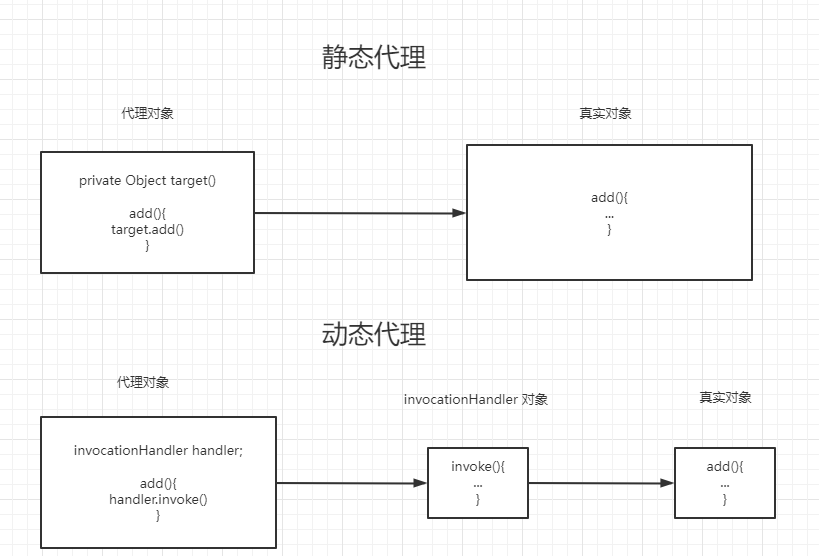 静态代理
代理对象
真实对象
private Object target()
add(){
target.add()
}
add(){
...
}
动态代理
代理对象
invocationHandler 对象
真实对象
invocationHandler handler;
add(){
handler.invoke()
}
invoke(){
...
}
add(){
...
}